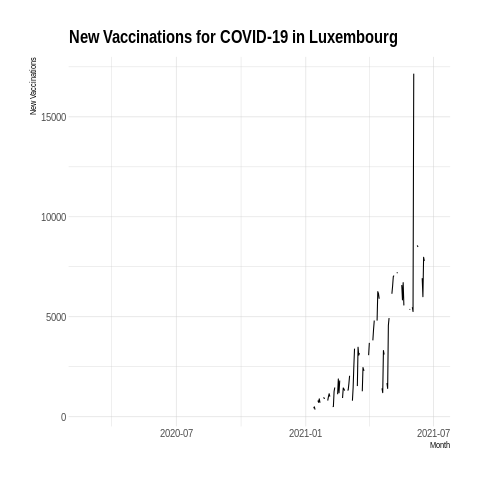 New Vaccinations for COVID-19 in Luxembourg
New Vaccinations
15000
10000
5000
0
2020-07
2021-01
2021-07
Month